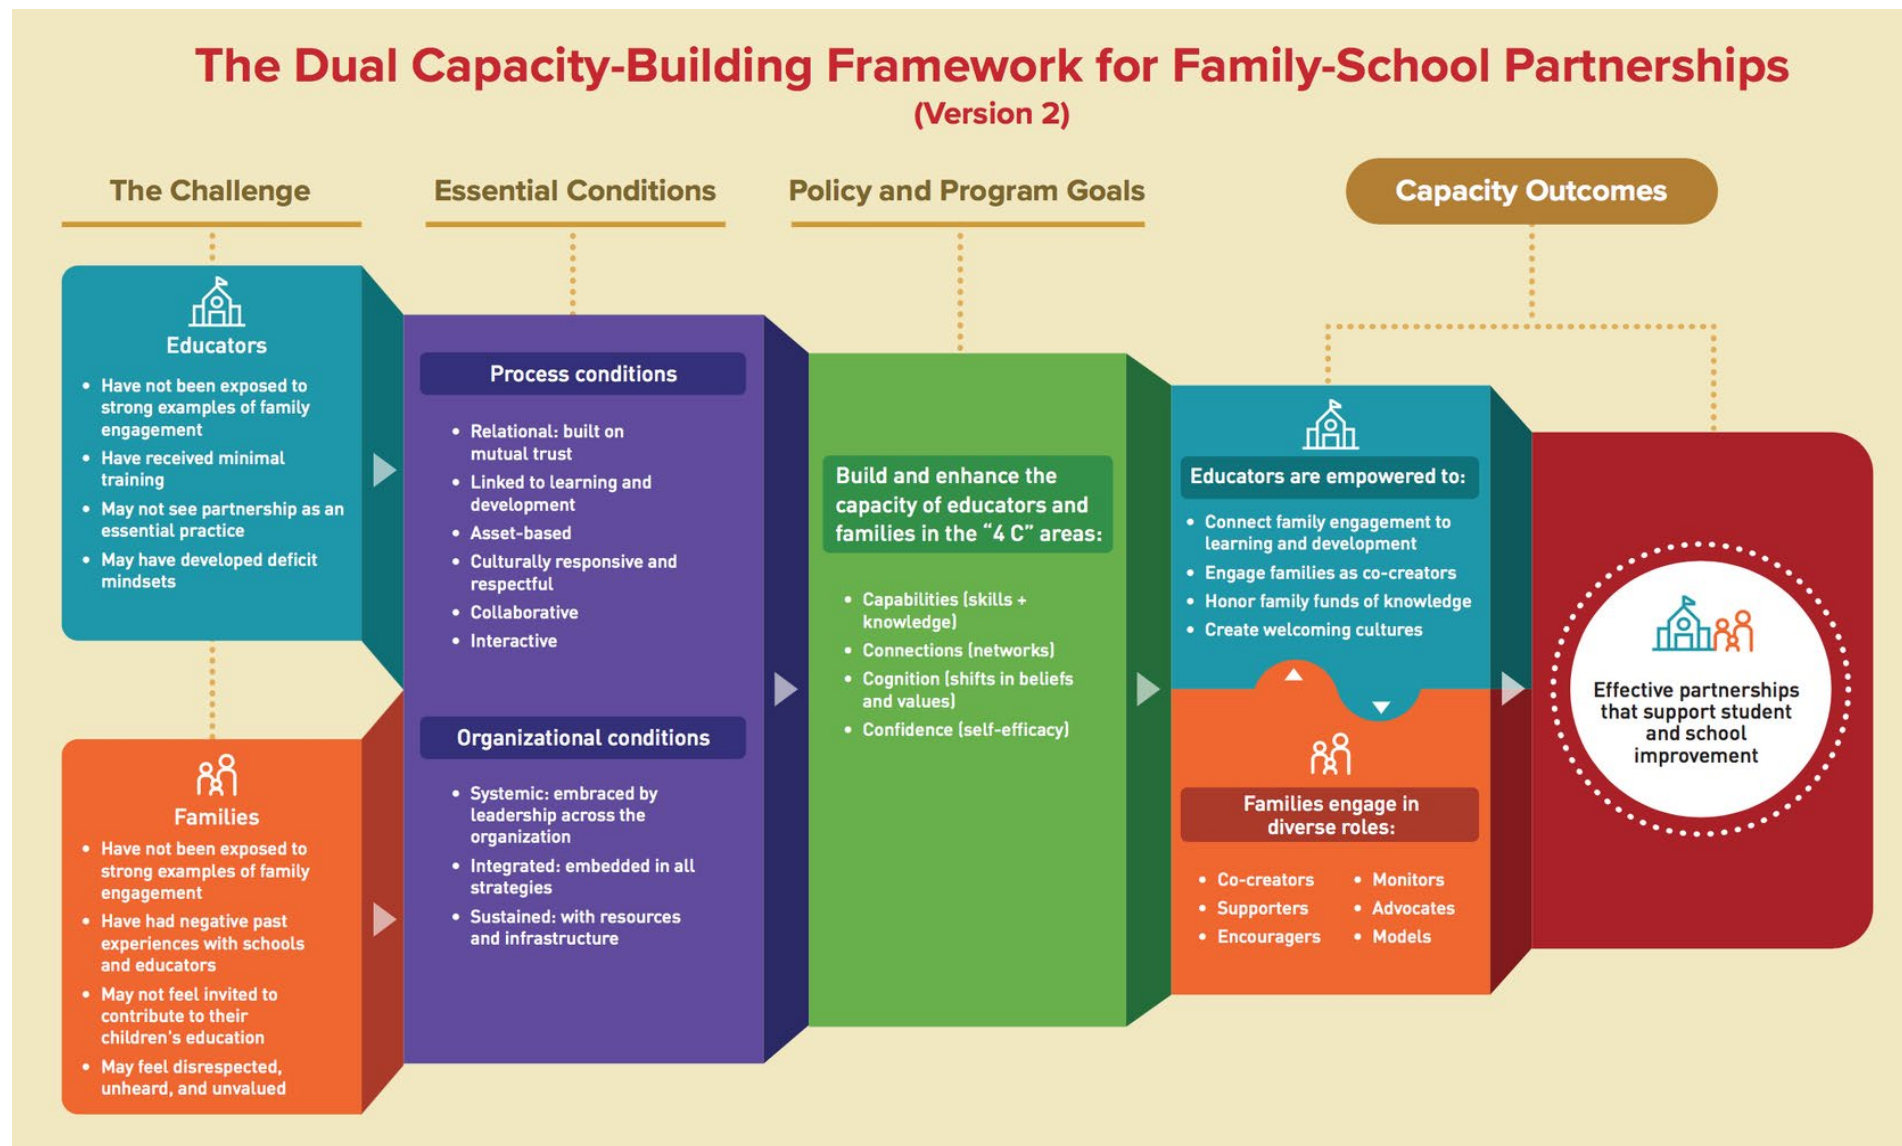 The Dual Capacity-Building Framework for Family-School Partnerships
(Version 2)
The Challenge
Educators
• Have not been exposed to
strong examples of family
engagement
• Have received minimal
training
• May not see partnership as an
essential practice
• May have developed deficit
mindsets
Families
• Have not been exposed to
strong examples of family
engagement
• Have had negative past
experiences with schools
and educators
• May not feel invited to
contribute to their
children's education
• May feel disrespected,
unheard, and unvalued
Essential Conditions
Process conditions
• Relational: built on
mutual trust
• Linked to learning and
development
• Asset-based
• Culturally responsive and
respectful
• Collaborative
• Interactive
Organizational conditions
• Systemic: embraced by
leadership across the
organization
• Integrated: embedded in all
strategies
• Sustained: with resources
and infrastructure
Policy and Program Goals
Build and enhance the
capacity of educators and
families in the “4 C” areas:
• Capabilities (skills +
knowledge)
• Connections (networks)
• Cognition (shifts in beliefs
and values)
• Confidence (self-efficacy)
Capacity Outcomes
Educators are empowered to:
• Connect family engagement to
learning and development
• Engage families as co-creators
• Honor family funds of knowledge
• Create welcoming cultures
Families engage in
diverse roles:
• Co-creators
• Supporters
• Encouragers
• Monitors
• Advocates
• Models
Effective partnerships
that support student
and school
improvement